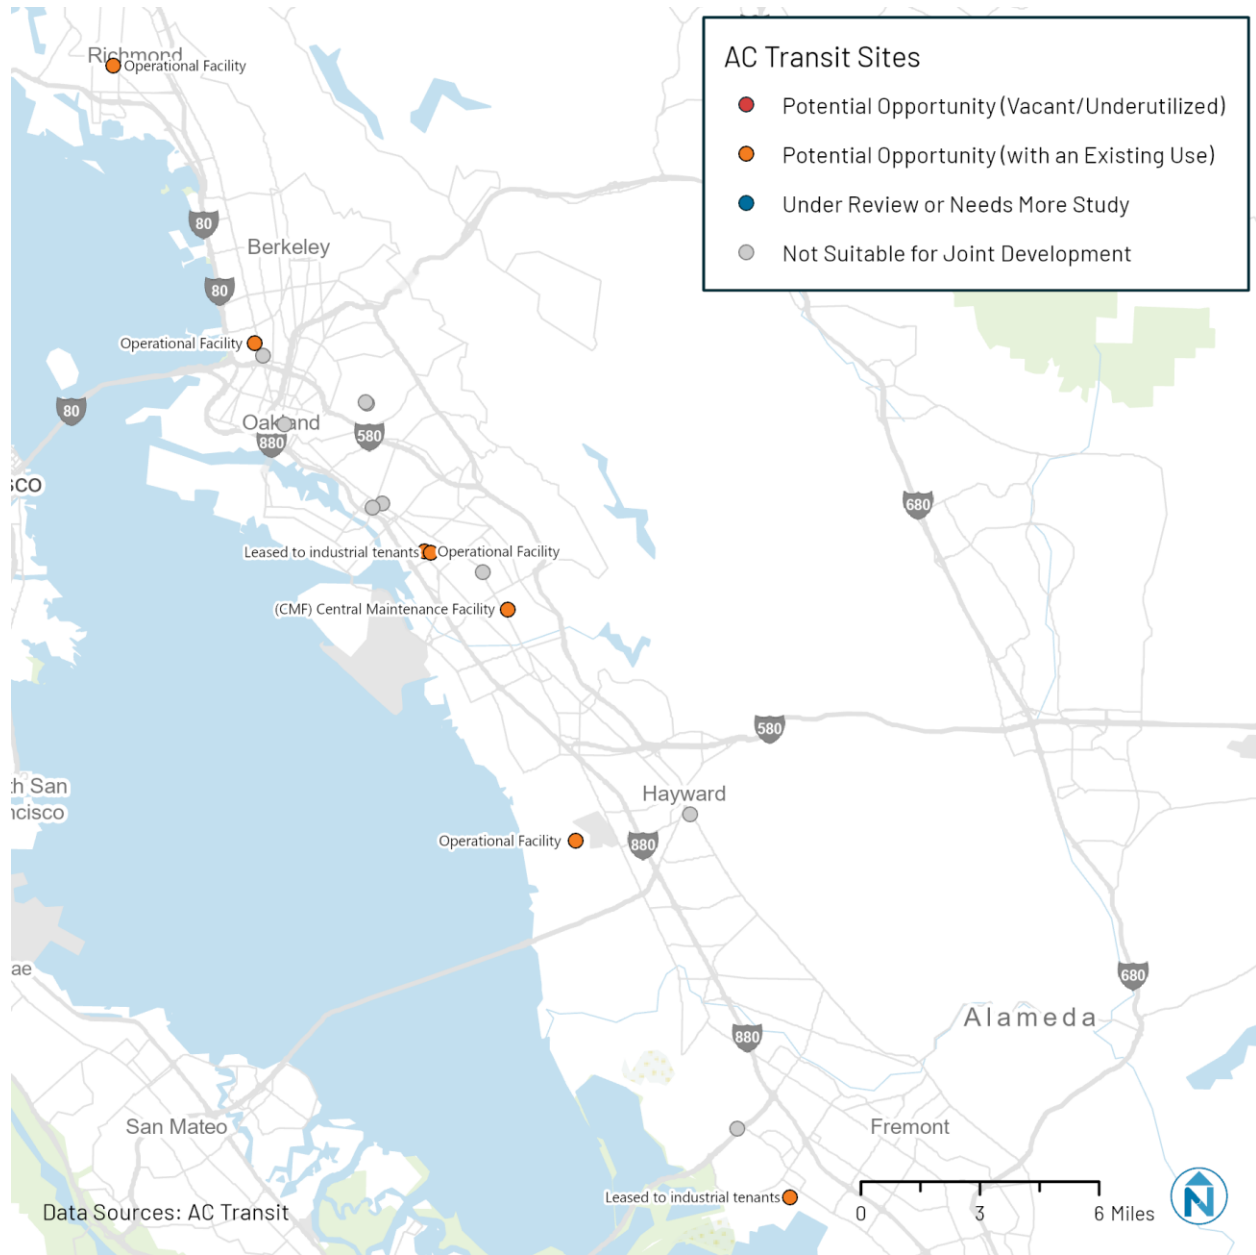 Richmond
Operational Facility
AC Transit Sites
Potential Opportunity (Vacant/Underutilized)
Potential Opportunity (with an Existing Use)
Under Review or Needs More Study
Not Suitable for Joint Development
80
Berkeley
80
Operational Facility
80
Oakland
880
580
sco
680
Leased to industrial tenants
Operational Facility
(CMF) Central Maintenance Facility
580
th San
ncisco
Hayward
Operational Facility
880
ae
680
Alameda
880
San Mateo
Fremont
Leased to industrial tenants
Data Sources: AC Transit
0
3
6 Miles
N